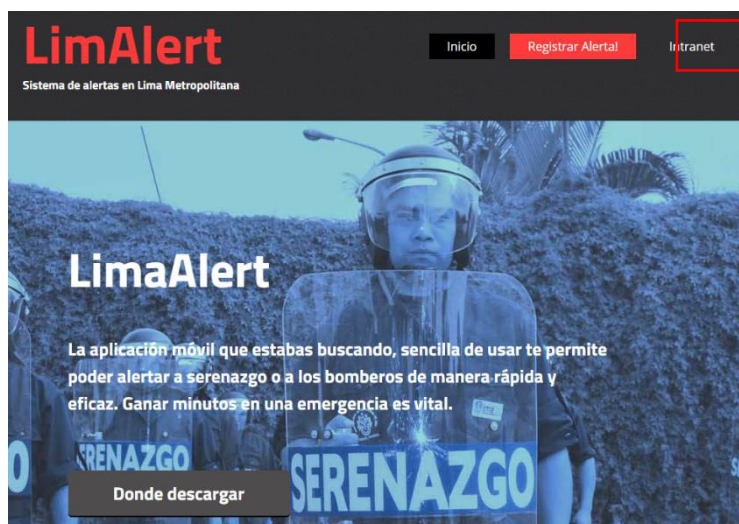 LimAlert
Inicio
Registrar Alerta!
Intranet
Sistema de alertas en Lima Metropolitana
LimaAlert
La aplicación móvil que estabas buscando, sencilla de usar te permite
poder alertar a serenazgo o a los bomberos de manera rápida y
eficaz. Ganar minutos en una emergencia es vital.
RENAZGO
SERENAZGO
Donde descargar